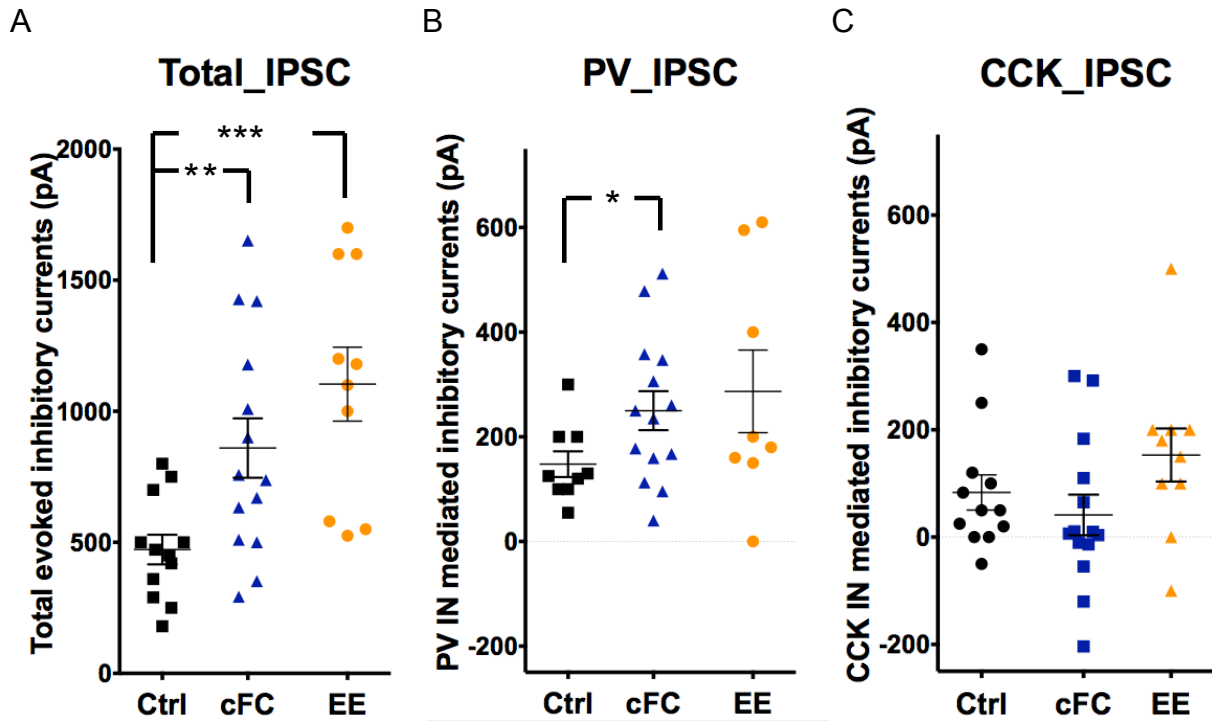 A
B
C
Total_IPSC
PV_IPSC
CCK_IPSC
Total evoked inhibitory currents (pA)
2000
1500
1000
500
0
***
**
Ctrl cFC EE
PV IN mediated inhibitory currents (pA)
600
400
200
0
-200
*
Ctrl cFC EE
CCK IN mediated inhibitory currents (pA)
600
400
200
0
-200
Ctrl cFC EE